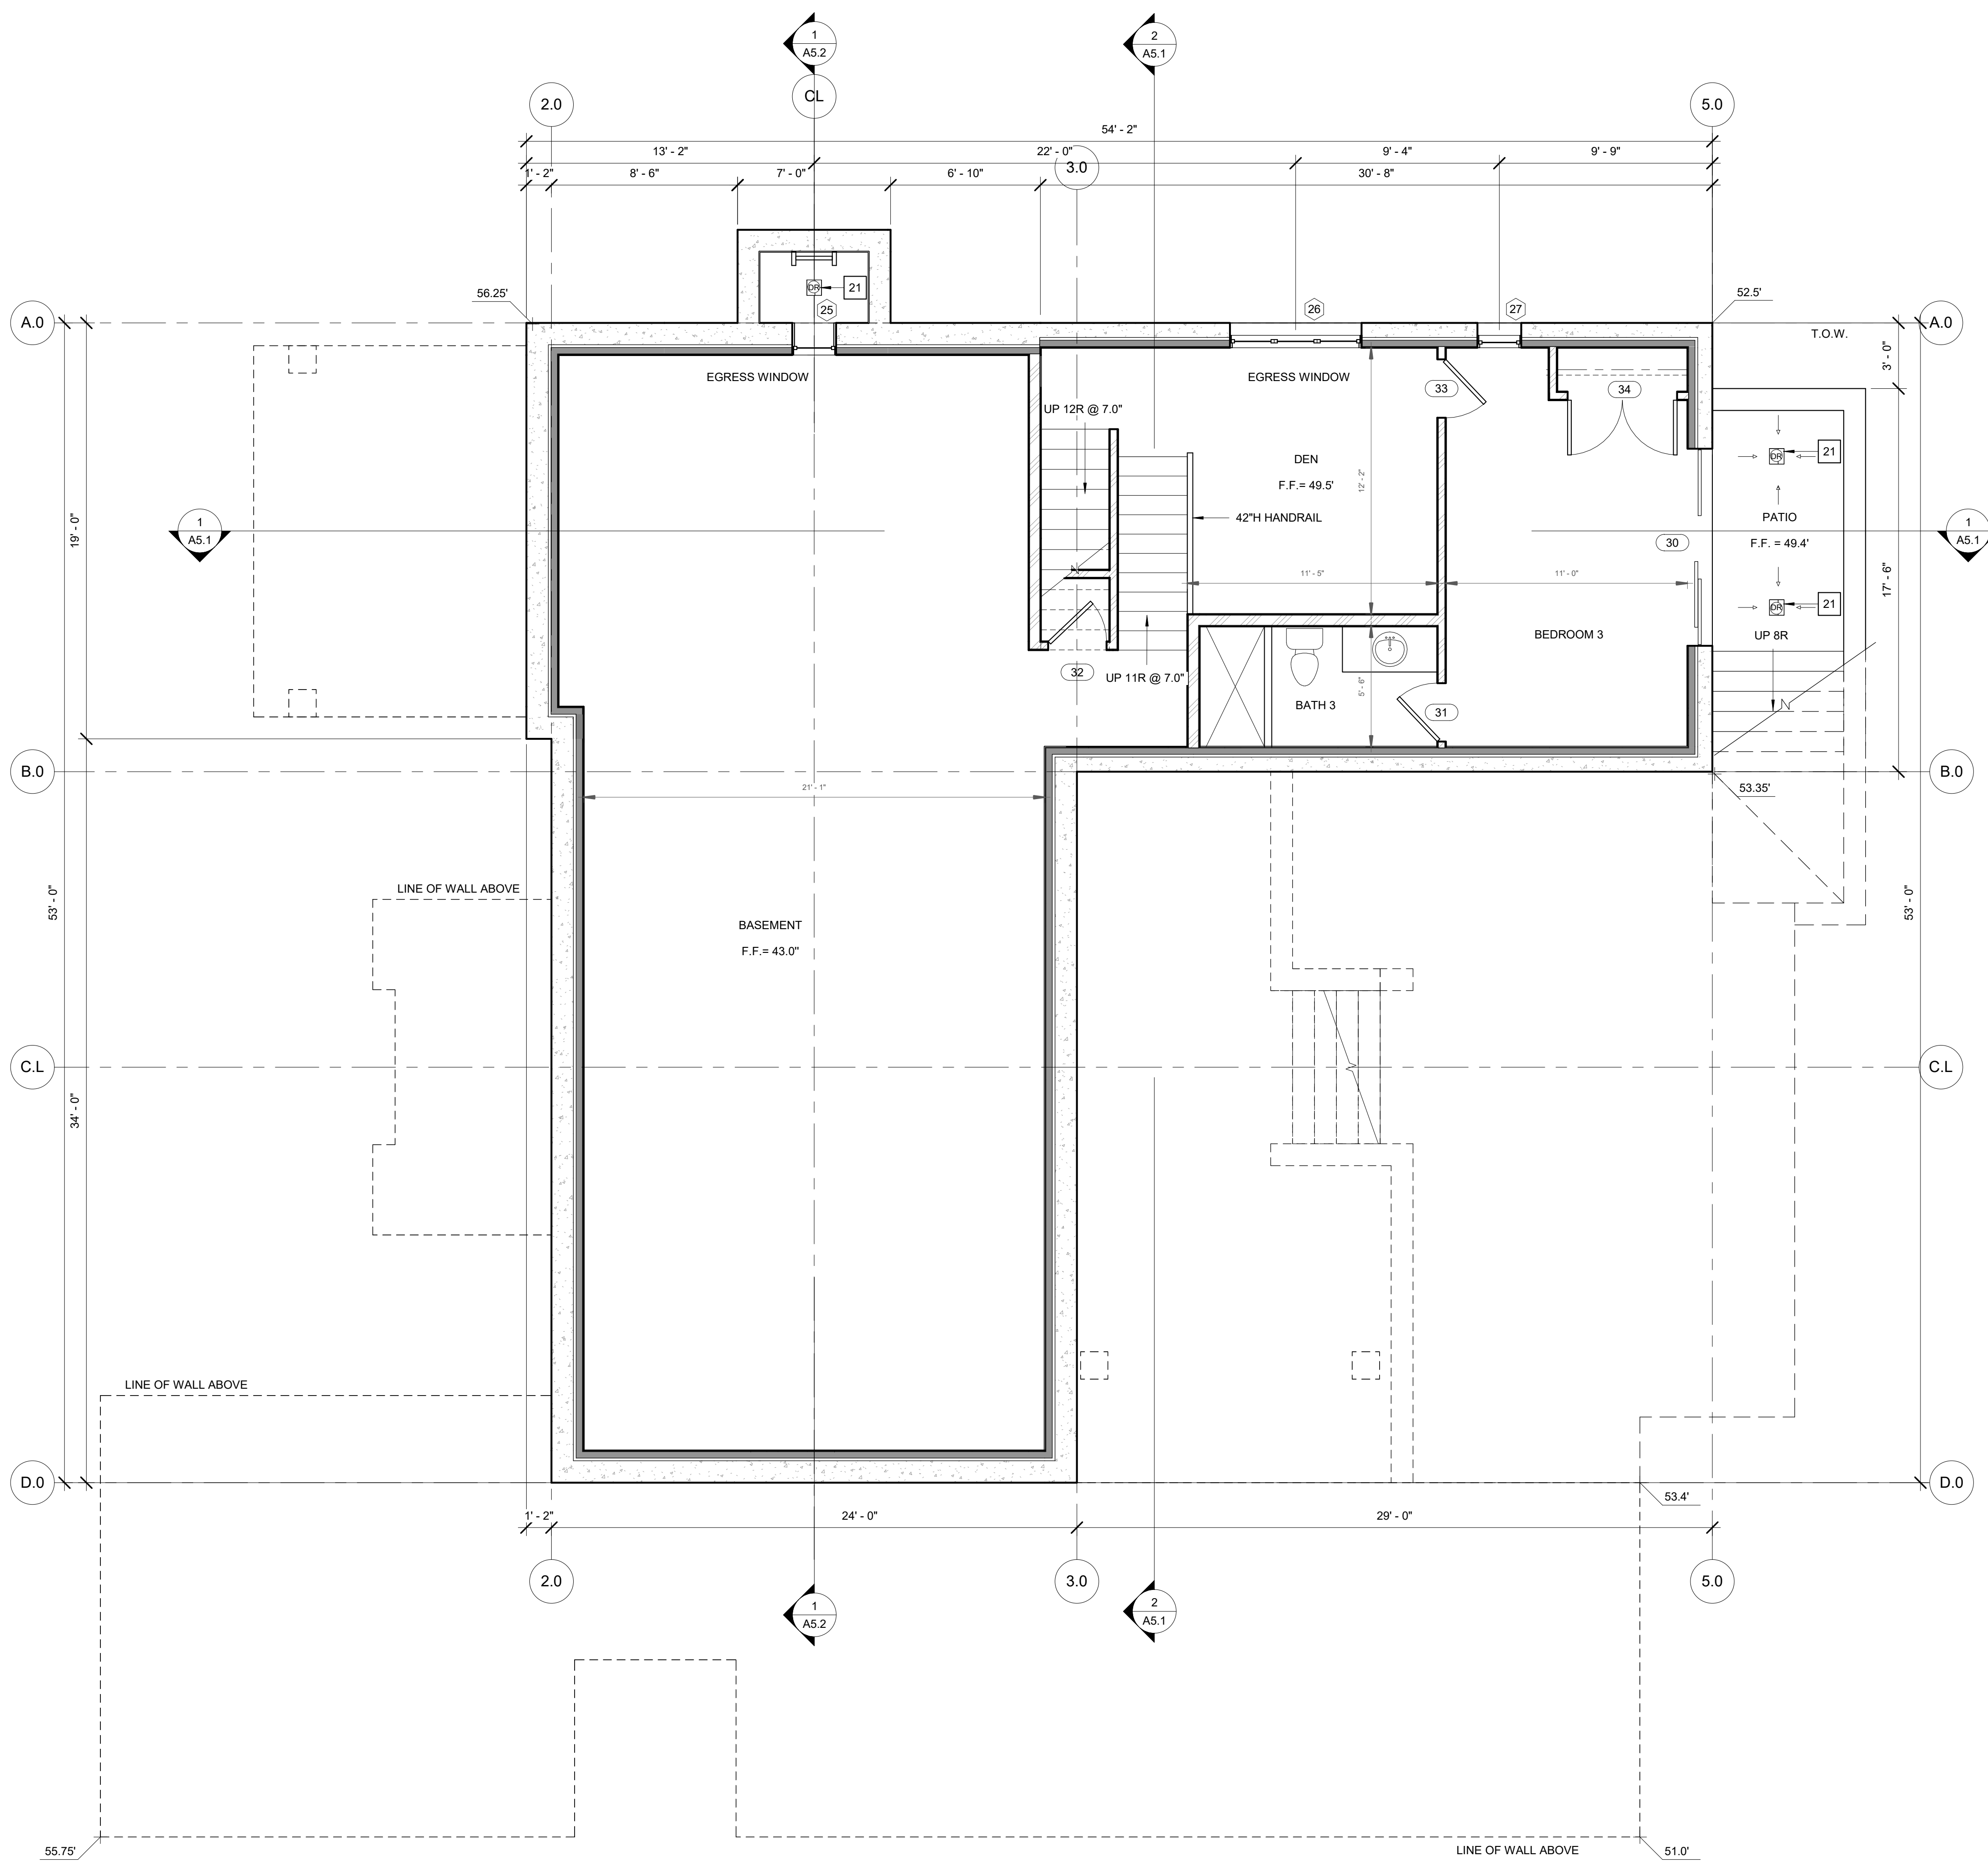 1
A5.2
2
A5.1
CL
2.0
5.0
54' - 2"
13' - 2"
22' - 0"
9' - 4"
9' - 9"
3.0
1' - 2"
8' - 6"
7' - 0"
6' - 10"
30' - 8"
DR
21
25
26
27
56.25'
52.5'
A.0
A.0
T.O.W.
3' - 0"
EGRESS WINDOW
EGRESS WINDOW
33
34
UP 12R @ 7.0"
DEN
F.F.= 49.5'
12' - 2"
DR
21
42"H HANDRAIL
PATIO
F.F. = 49.4'
30
1
A5.1
1
A5.1
19' - 0"
17' - 6"
11' - 5"
11' - 0"
DR
21
BEDROOM 3
UP 8R
32
UP 11R @ 7.0"
5' - 6"
BATH 3
31
B.0
B.0
53.35'
21' - 1"
LINE OF WALL ABOVE
53' - 0"
53' - 0"
BASEMENT
F.F.= 43.0"
C.L
C.L
34' - 0"
LINE OF WALL ABOVE
D.0
D.0
53.4'
1' - 2"
24' - 0"
29' - 0"
2.0
3.0
5.0
1
A5.2
2
A5.1
55.75'
LINE OF WALL ABOVE
51.0'